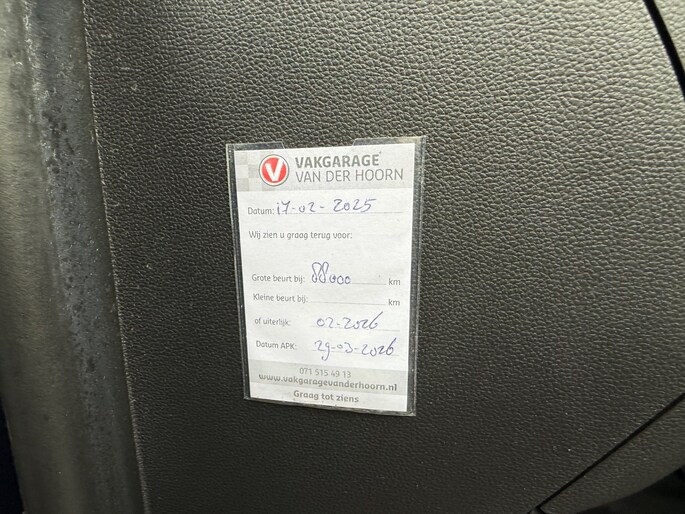 V VAKGARAGE
VAN DER HOORN
Datum: 17-02-2025
Wij zien u graag terug voor:
Grote beurt bij: 88000 km
Kleine beurt bij: km
of uiterlijk: 02-2026
Datum APK: 29-03-2026
071 515 49 13
www.vakgaragevanderhoorn.nl
Graag tot ziens